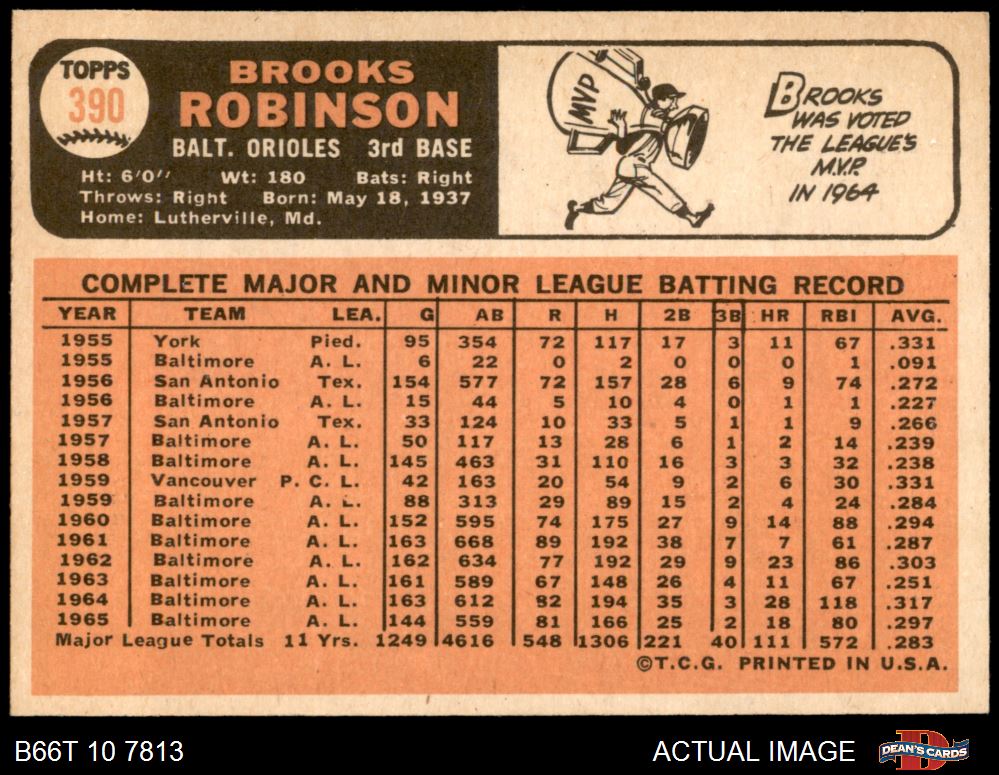 TOPPS
390
BROOKS
ROBINSON
BALT. ORIOLES 3rd BASE
Ht: 6'0'' Wt: 180 Bats: Right
Throws: Right Born: May 18, 1937
Home: Lutherville, Md.
MVP
BROOKS
WAS VOTED
THE LEAGUE'S
M.V.P.
IN 1964
COMPLETE MAJOR AND MINOR LEAGUE BATTING RECORD
YEAR TEAM LEA. G AB R H 2B 3B HR RBI AVG.
1955 York Pied. 95 354 72 117 17 3 11 67 .331
1955 Baltimore A. L. 6 22 0 2 0 0 0 1 .091
1956 San Antonio Tex. 154 577 72 157 28 6 9 74 .272
1956 Baltimore A. L. 15 44 5 10 4 0 1 1 .227
1957 San Antonio Tex. 33 124 10 33 5 1 1 9 .266
1957 Baltimore A. L. 50 117 13 28 6 1 2 14 .239
1958 Baltimore A. L. 145 463 31 110 16 3 3 32 .238
1959 Vancouver P. C. L. 42 163 20 54 9 2 6 30 .331
1959 Baltimore A. L. 88 313 29 89 15 2 4 24 .284
1960 Baltimore A. L. 152 595 74 175 27 9 14 88 .294
1961 Baltimore A. L. 163 668 89 192 38 7 7 61 .287
1962 Baltimore A. L. 162 634 77 192 29 9 23 86 .303
1963 Baltimore A. L. 161 589 67 148 26 4 11 67 .251
1964 Baltimore A. L. 163 612 82 194 35 3 28 118 .317
1965 Baltimore A. L. 144 559 81 166 25 2 18 80 .297
Major League Totals 11 Yrs. 1249 4616 548 1306 221 40 111 572 .283
©T.C.G. PRINTED IN U.S.A.
B66T 10 7813 ACTUAL IMAGE DEAN'S CARDS